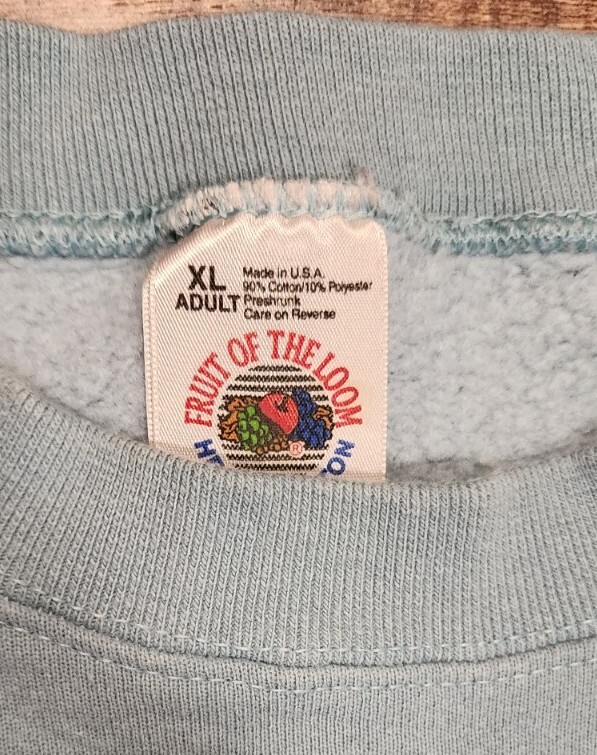 XL
ADULT
Made in U.S.A.
90% Cotton/10% Polyester
Preshrunk
Care on Reverse
FRUIT OF THE LOOM
®